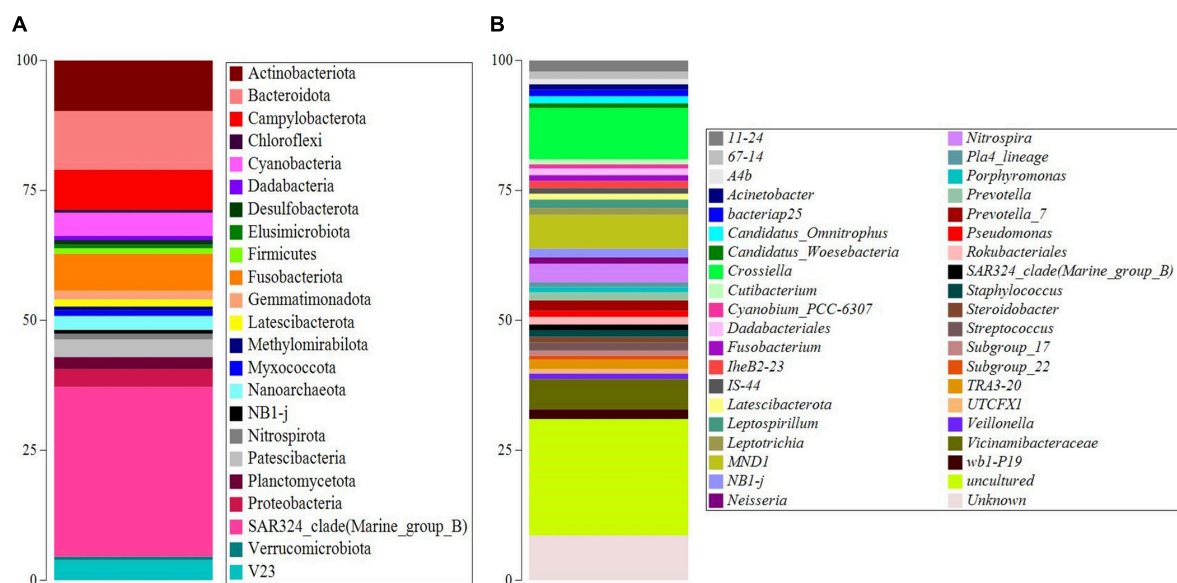 A
100
75
50
25
0
Actinobacteriota
Bacteroidota
Campylobacterota
Chloroflexi
Cyanobacteria
Dadabacteria
Desulfobacterota
Elusimicrobiota
Firmicutes
Fusobacteriota
Gemmatimonadota
Latescibacterota
Methylomirabilota
Myxococcota
Nanoarchaeota
NB1-j
Nitrospirota
Patescibacteria
Planctomycetota
Proteobacteria
SAR324_clade(Marine_group_B)
Verrucomicrobiota
V23
B
100
75
50
25
0
11-24
67-14
A4b
Acinetobacter
bacteriap25
Candidatus_Omnitrophus
Candidatus_Woesebacteria
Crossiella
Cutibacterium
Cyanobium_PCC-6307
Dadabacteriales
Fusobacterium
IheB2-23
IS-44
Latescibacterota
Leptospirillum
Leptotrichia
MND1
NB1-j
Neisseria
Nitrospira
Pla4_lineage
Porphyromonas
Prevotella
Prevotella_7
Pseudomonas
Rokubacteriales
SAR324_clade(Marine_group_B)
Staphylococcus
Steroidobacter
Streptococcus
Subgroup_17
Subgroup_22
TRA3-20
UTCFX1
Veillonella
Vicinamibacteraceae
wb1-P19
uncultured
Unknown